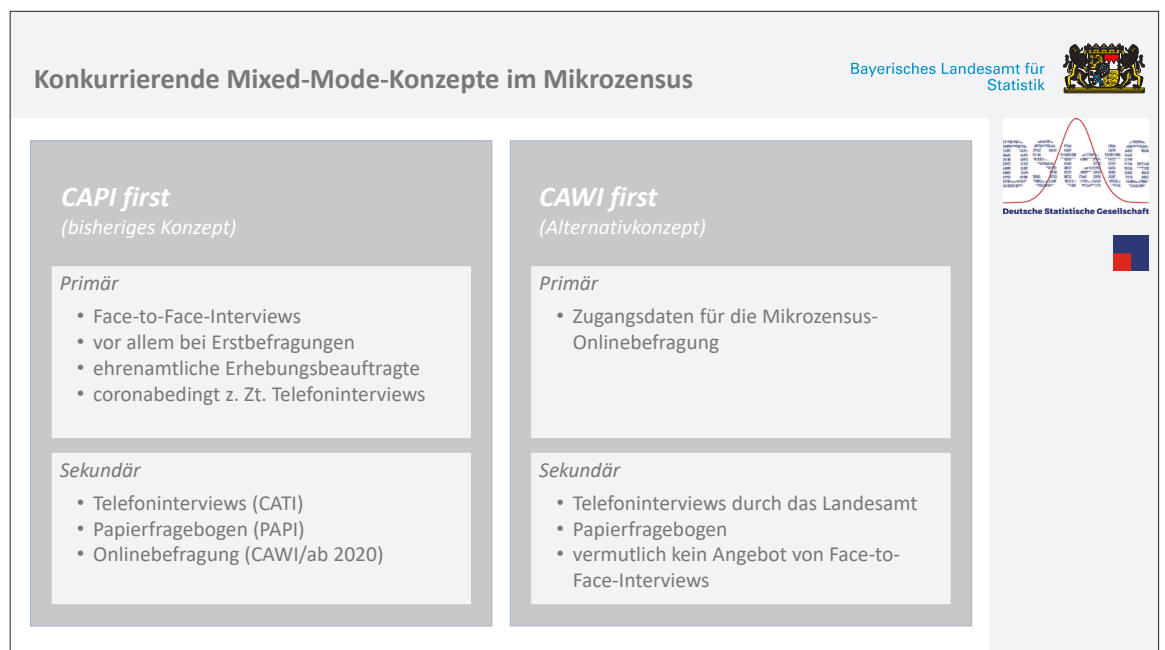 Konkurrierende Mixed-Mode-Konzepte im Mikrozensus
Bayerisches Landesamt für
Statistik
Deutsche Statistische Gesellschaft
CAPI first
(bisheriges Konzept)
Primär
• Face-to-Face-Interviews
• vor allem bei Erstbefragungen
• ehrenamtliche Erhebungsbeauftragte
• coronabedingt z. Zt. Telefoninterviews
Sekundär
• Telefoninterviews (CATI)
• Papierfragebogen (PAPI)
• Onlinebefragung (CAWI/ab 2020)
CAWI first
(Alternativkonzept)
Primär
• Zugangsdaten für die Mikrozensus-
Onlinebefragung
Sekundär
• Telefoninterviews durch das Landesamt
• Papierfragebogen
• vermutlich kein Angebot von Face-to-
Face-Interviews